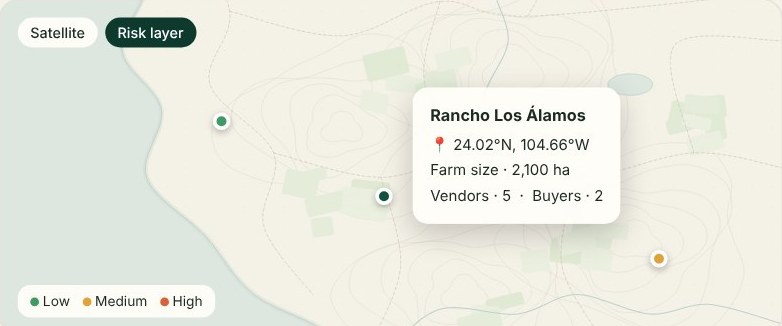 Satellite
Risk layer
Rancho Los Álamos
📍 24.02°N, 104.66°W
Farm size · 2,100 ha
Vendors · 5 · Buyers · 2
Low
Medium
High